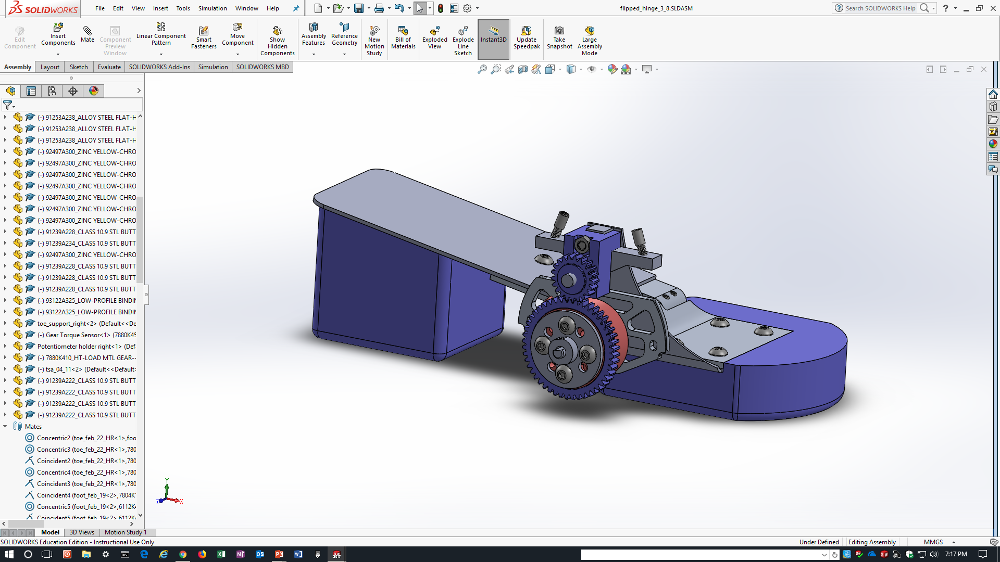 SOLIDWORKS
File Edit View Insert Tools Simulation Window Help
flipped_hinge_3_8.SLDASM
Search SOLIDWORKS Help
Edit Component
Insert Components
Mate
Component Preview Window
Linear Component Pattern
Smart Fasteners
Move Component
Show Hidden Components
Assembly Features
Reference Geometry
New Motion Study
Bill of Materials
Exploded View
Explode Line Sketch
Instant3D
Update Speedpak
Take Snapshot
Large Assembly Mode
Assembly Layout Sketch Evaluate SOLIDWORKS Add-Ins Simulation SOLIDWORKS MBD
(-) 91253A238_ALLOY STEEL FLAT-H
(-) 91253A238_ALLOY STEEL FLAT-H
(-) 91253A238_ALLOY STEEL FLAT-H
(-) 92497A300_ZINC YELLOW-CHRO
(-) 92497A300_ZINC YELLOW-CHRO
(-) 92497A300_ZINC YELLOW-CHRO
(-) 92497A300_ZINC YELLOW-CHRO
(-) 92497A300_ZINC YELLOW-CHRO
(-) 92497A300_ZINC YELLOW-CHRO
(-) 92497A300_ZINC YELLOW-CHRO
(-) 91239A228_CLASS 10.9 STL BUTT
(-) 91239A234_CLASS 10.9 STL BUTT
(-) 92497A300_ZINC YELLOW-CHRO
(-) 91239A228_CLASS 10.9 STL BUTT
(-) 91239A228_CLASS 10.9 STL BUTT
(-) 91239A228_CLASS 10.9 STL BUTT
(-) 93122A325_LOW-PROFILE BINDIN
(-) 93122A325_LOW-PROFILE BINDIN
toe_support_right<2> (Default<<De
(-) Gear Torque Sensor<1> (7880K45
Potentiometer holder right<1> (Def
(-) 7880K410_HT-LOAD MTL GEAR--
(-) tsa_04_11<2> (Default<<Default>
(-) 91239A222_CLASS 10.9 STL BUTT
(-) 91239A222_CLASS 10.9 STL BUTT
(-) 91239A222_CLASS 10.9 STL BUTT
(-) 91239A222_CLASS 10.9 STL BUTT
Mates
Concentric2 (toe_feb_22_HR<1>,foo
Concentric3 (toe_feb_22_HR<1>,780
Coincident2 (toe_feb_22_HR<1>,780
Concentric4 (toe_feb_22_HR<1>,780
Coincident3 (toe_feb_22_HR<1>,780
Coincident4 (foot_feb_19<2>,7804K
Concentric5 (foot_feb_19<2>,6112K
Coincident5 (foot_feb_19<2>,6112K
Y
Z X
Model 3D Views Motion Study 1
SOLIDWORKS Education Edition - Instructional Use Only
Under Defined Editing Assembly MMGS
7:17 PM